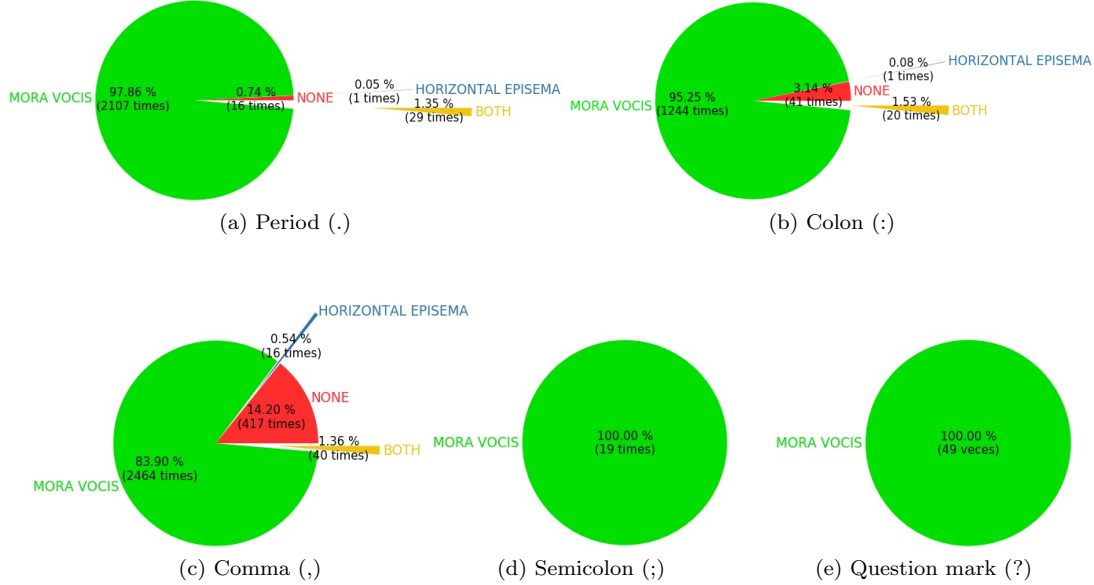 MORA VOCIS
97.86 %
(2107 times)
0.74 %
(16 times)
NONE
0.05 %
(1 times)
HORIZONTAL EPISEMA
1.35 %
(29 times)
BOTH
(a) Period (.)
MORA VOCIS
95.25 %
(1244 times)
3.14 %
(41 times)
NONE
0.08 %
(1 times)
HORIZONTAL EPISEMA
1.53 %
(20 times)
BOTH
(b) Colon (:)
HORIZONTAL EPISEMA
0.54 %
(16 times)
NONE
14.20 %
(417 times)
1.36 %
(40 times)
BOTH
83.90 %
(2464 times)
MORA VOCIS
(c) Comma (,)
MORA VOCIS
100.00 %
(19 times)
(d) Semicolon (;)
MORA VOCIS
100.00 %
(49 veces)
(e) Question mark (?)